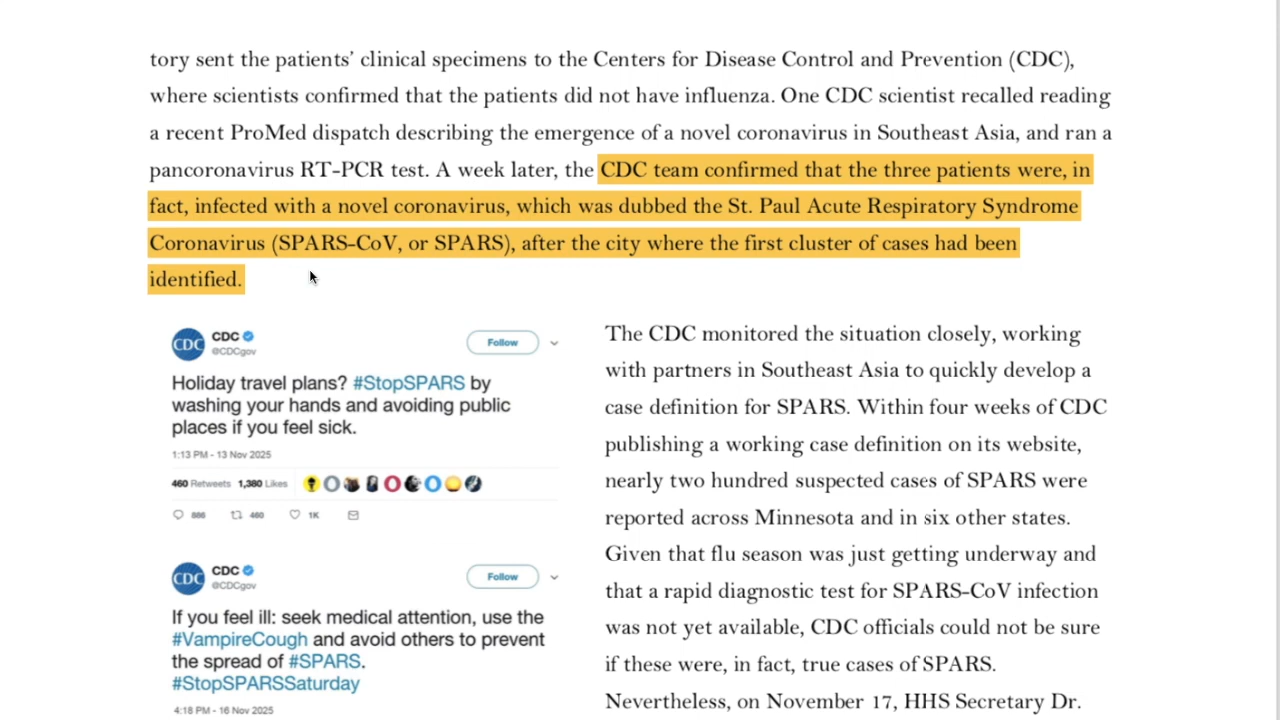 tory sent the patients’ clinical specimens to the Centers for Disease Control and Prevention (CDC),
where scientists confirmed that the patients did not have influenza. One CDC scientist recalled reading
a recent ProMed dispatch describing the emergence of a novel coronavirus in Southeast Asia, and ran a
pancoronavirus RT-PCR test. A week later, the CDC team confirmed that the three patients were, in
fact, infected with a novel coronavirus, which was dubbed the St. Paul Acute Respiratory Syndrome
Coronavirus (SPARS-CoV, or SPARS), after the city where the first cluster of cases had been
identified.
CDC
CDC
@CDCgov
Follow
Holiday travel plans? #StopSPARS by
washing your hands and avoiding public
places if you feel sick.
1:13 PM - 13 Nov 2025
460 Retweets 1,380 Likes
886 460 1K
CDC
CDC
@CDCgov
Follow
If you feel ill: seek medical attention, use the
#VampireCough and avoid others to prevent
the spread of #SPARS.
#StopSPARSSaturday
4:18 PM - 16 Nov 2025
The CDC monitored the situation closely, working
with partners in Southeast Asia to quickly develop a
case definition for SPARS. Within four weeks of CDC
publishing a working case definition on its website,
nearly two hundred suspected cases of SPARS were
reported across Minnesota and in six other states.
Given that flu season was just getting underway and
that a rapid diagnostic test for SPARS-CoV infection
was not yet available, CDC officials could not be sure
if these were, in fact, true cases of SPARS.
Nevertheless, on November 17, HHS Secretary Dr.